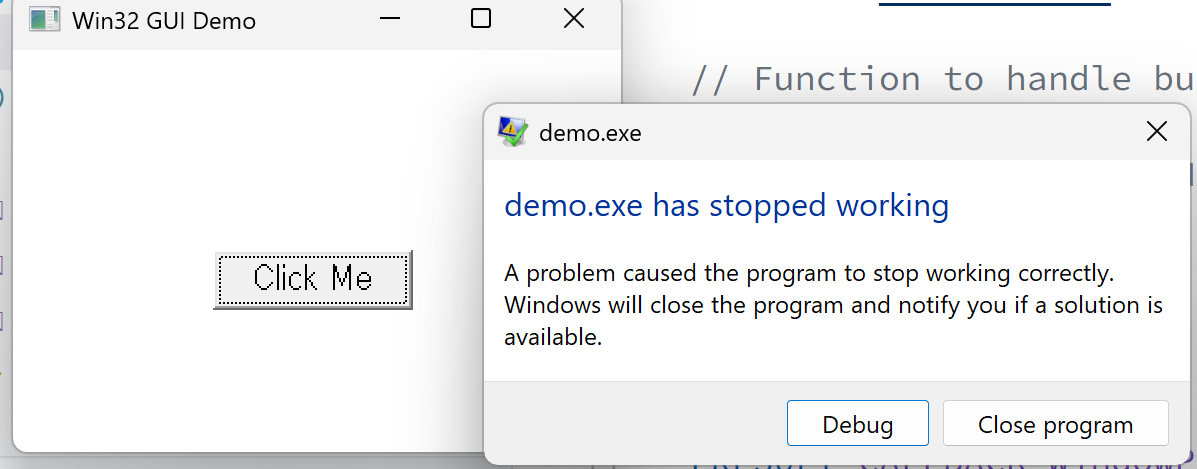 Win32 GUI Demo
Click Me
// Function to handle bu
demo.exe
demo.exe has stopped working
A problem caused the program to stop working correctly.
Windows will close the program and notify you if a solution is
available.
Debug
Close program